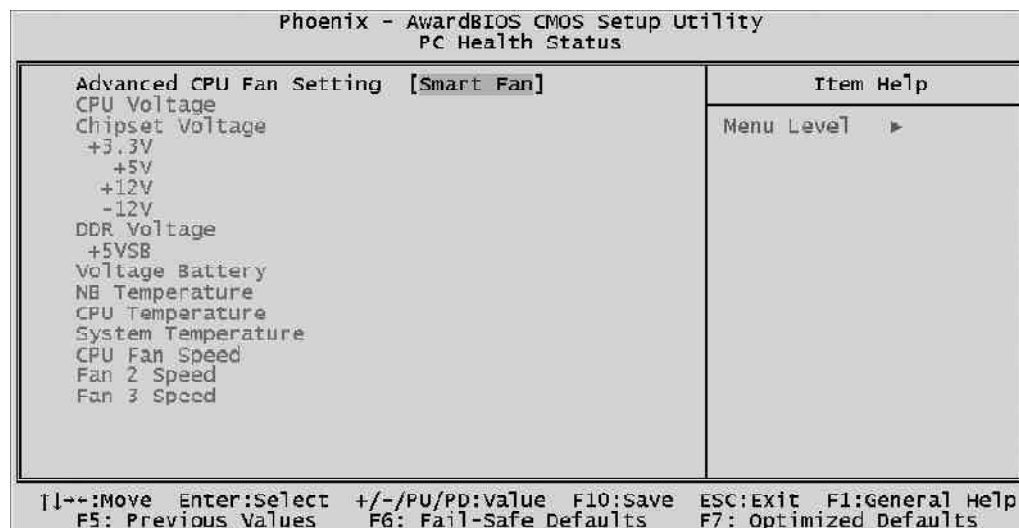 Phoenix - AwardBIOS CMOS Setup Utility
PC Health Status
Advanced CPU Fan Setting [Smart Fan]
CPU Voltage
Chipset Voltage
+3.3V
+5V
+12V
-12V
DDR Voltage
+5VSB
Voltage Battery
NB Temperature
CPU Temperature
System Temperature
CPU Fan Speed
Fan 2 Speed
Fan 3 Speed
Item Help
Menu Level ►
↑↓→←:Move Enter:Select +/-/PU/PD:Value F10:Save ESC:Exit F1:General Help
F5: Previous Values F6: Fail-Safe Defaults F7: Optimized Defaults